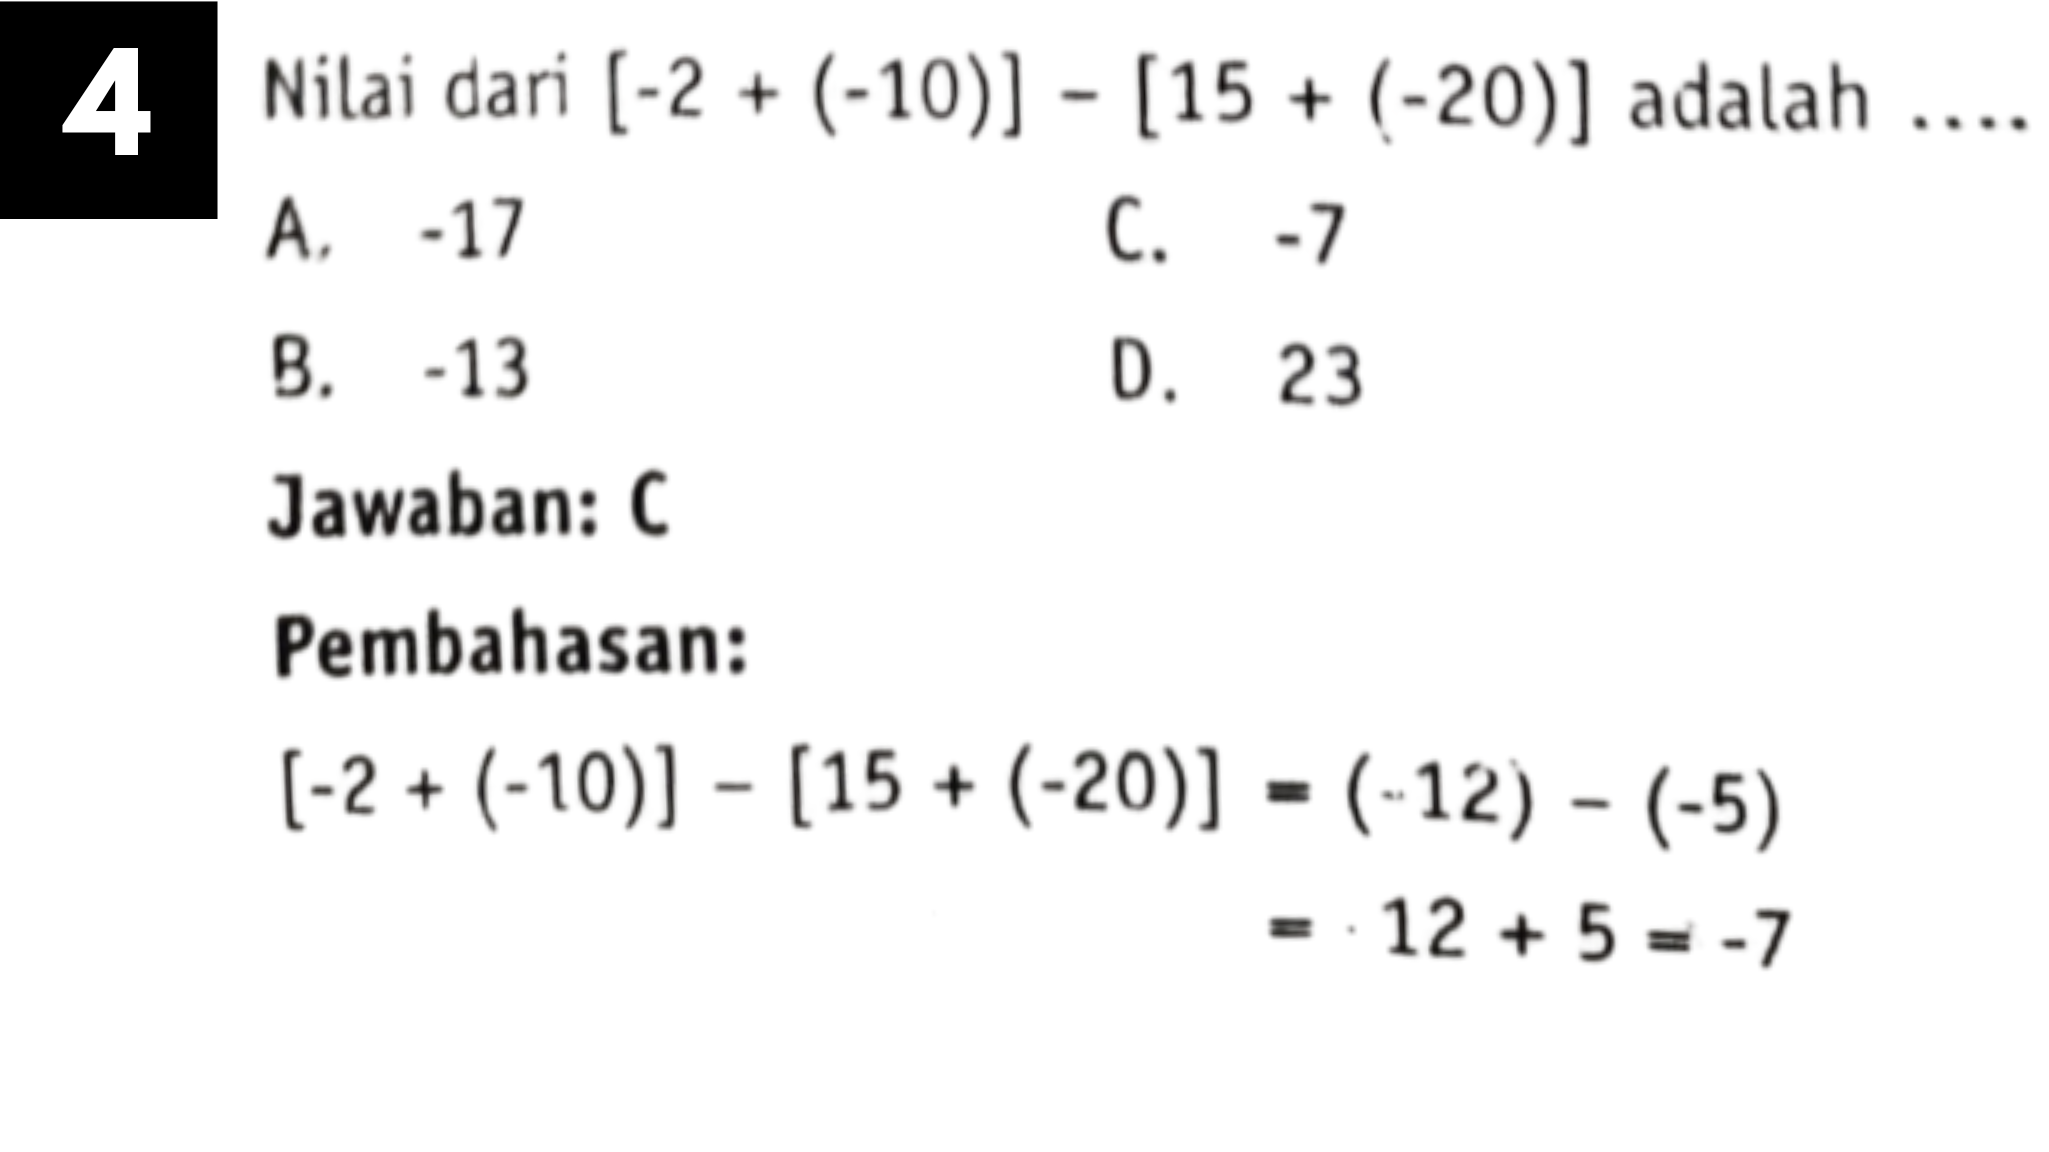 4
Nilai dari [-2 + (-10)] – [15 + (-20)] adalah ....
A. -17
C. -7
B. -13
D. 23
Jawaban: C
Pembahasan:
[-2 + (-10)] – [15 + (-20)] = (-12) – (-5)
= · 12 + 5 = -7